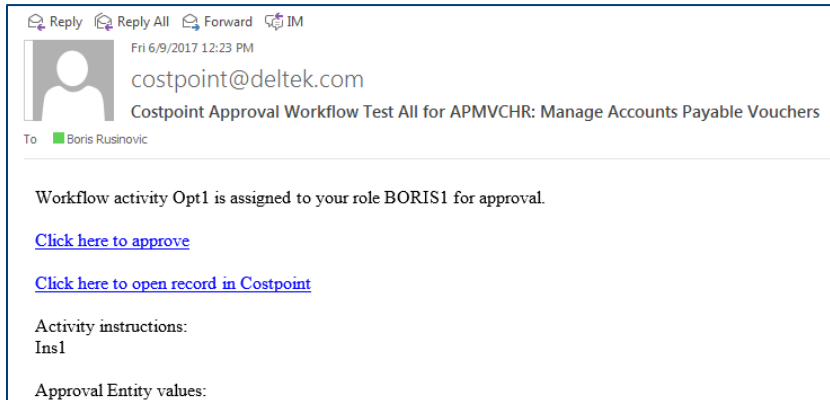 Reply Reply All Forward IM
Fri 6/9/2017 12:23 PM
costpoint@deltek.com
Costpoint Approval Workflow Test All for APMVCHR: Manage Accounts Payable Vouchers
To Boris Rusinovic
Workflow activity Opt1 is assigned to your role BORIS1 for approval.
Click here to approve
Click here to open record in Costpoint
Activity instructions:
Ins1
Approval Entity values: